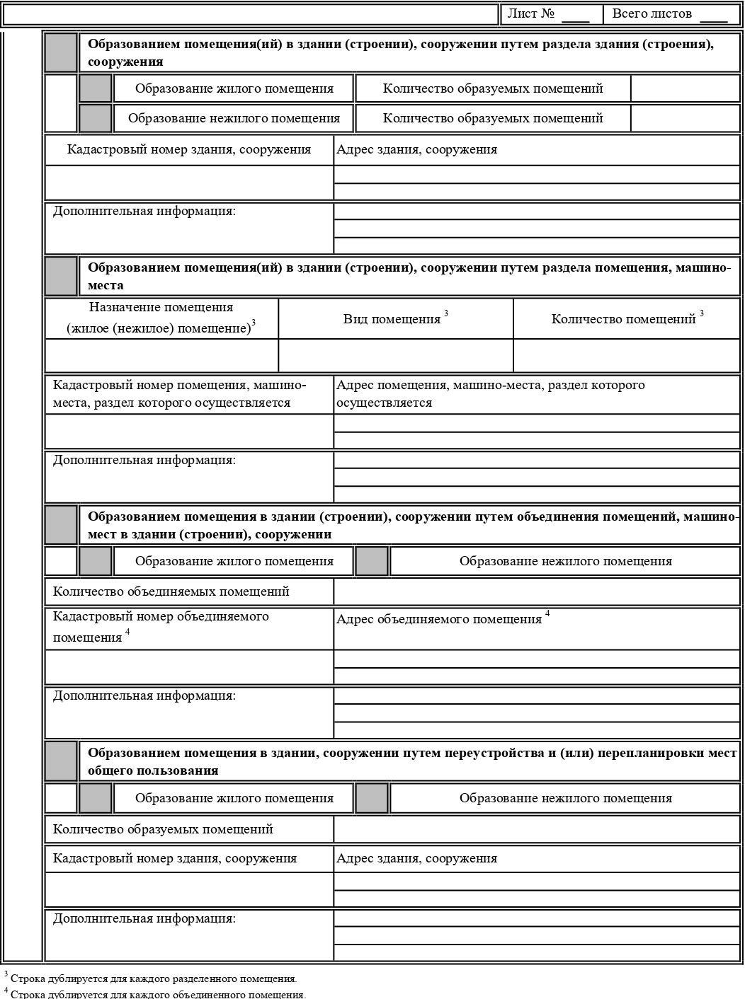 Лист № ____ Всего листов ____
Образованием помещения(ий) в здании (строении), сооружении путем раздела здания (строения),
сооружения
Образование жилого помещения Количество образуемых помещений
Образование нежилого помещения Количество образуемых помещений
Кадастровый номер здания, сооружения Адрес здания, сооружения
Дополнительная информация:
Образованием помещения(ий) в здании (строении), сооружении путем раздела помещения, машино-
места
Назначение помещения
(жилое (нежилое) помещение)3 Вид помещения 3 Количество помещений 3
Кадастровый номер помещения, машино-
места, раздел которого осуществляется
Адрес помещения, машино-места, раздел которого
осуществляется
Дополнительная информация:
Образованием помещения в здании (строении), сооружении путем объединения помещений, машино-
мест в здании (строении), сооружении
Образование жилого помещения Образование нежилого помещения
Количество объединяемых помещений
Кадастровый номер объединяемого
помещения 4
Адрес объединяемого помещения 4
Дополнительная информация:
Образованием помещения в здании, сооружении путем переустройства и (или) перепланировки мест
общего пользования
Образование жилого помещения Образование нежилого помещения
Количество образуемых помещений
Кадастровый номер здания, сооружения Адрес здания, сооружения
Дополнительная информация:
3 Строка дублируется для каждого разделенного помещения.
4 Строка дублируется для каждого объединенного помещения.